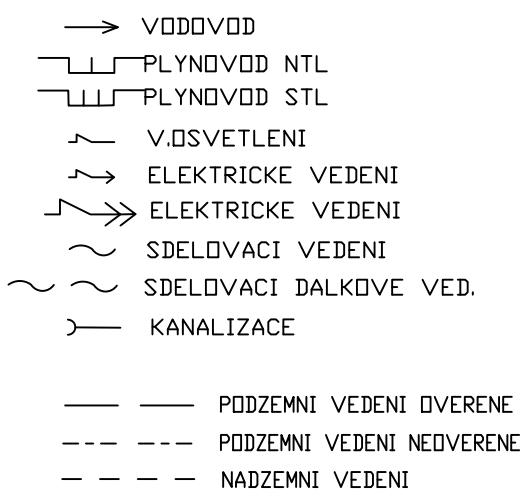 VODOVOD
PLYNOVOD NTL
PLYNOVOD STL
V.OSVETLENI
ELEKTRICKE VEDENI
ELEKTRICKE VEDENI
SDELOVACI VEDENI
SDELOVACI DALKOVE VED.
KANALIZACE
PODZEMNI VEDENI OVERENE
PODZEMNI VEDENI NEOVERENE
NADZEMNI VEDENI